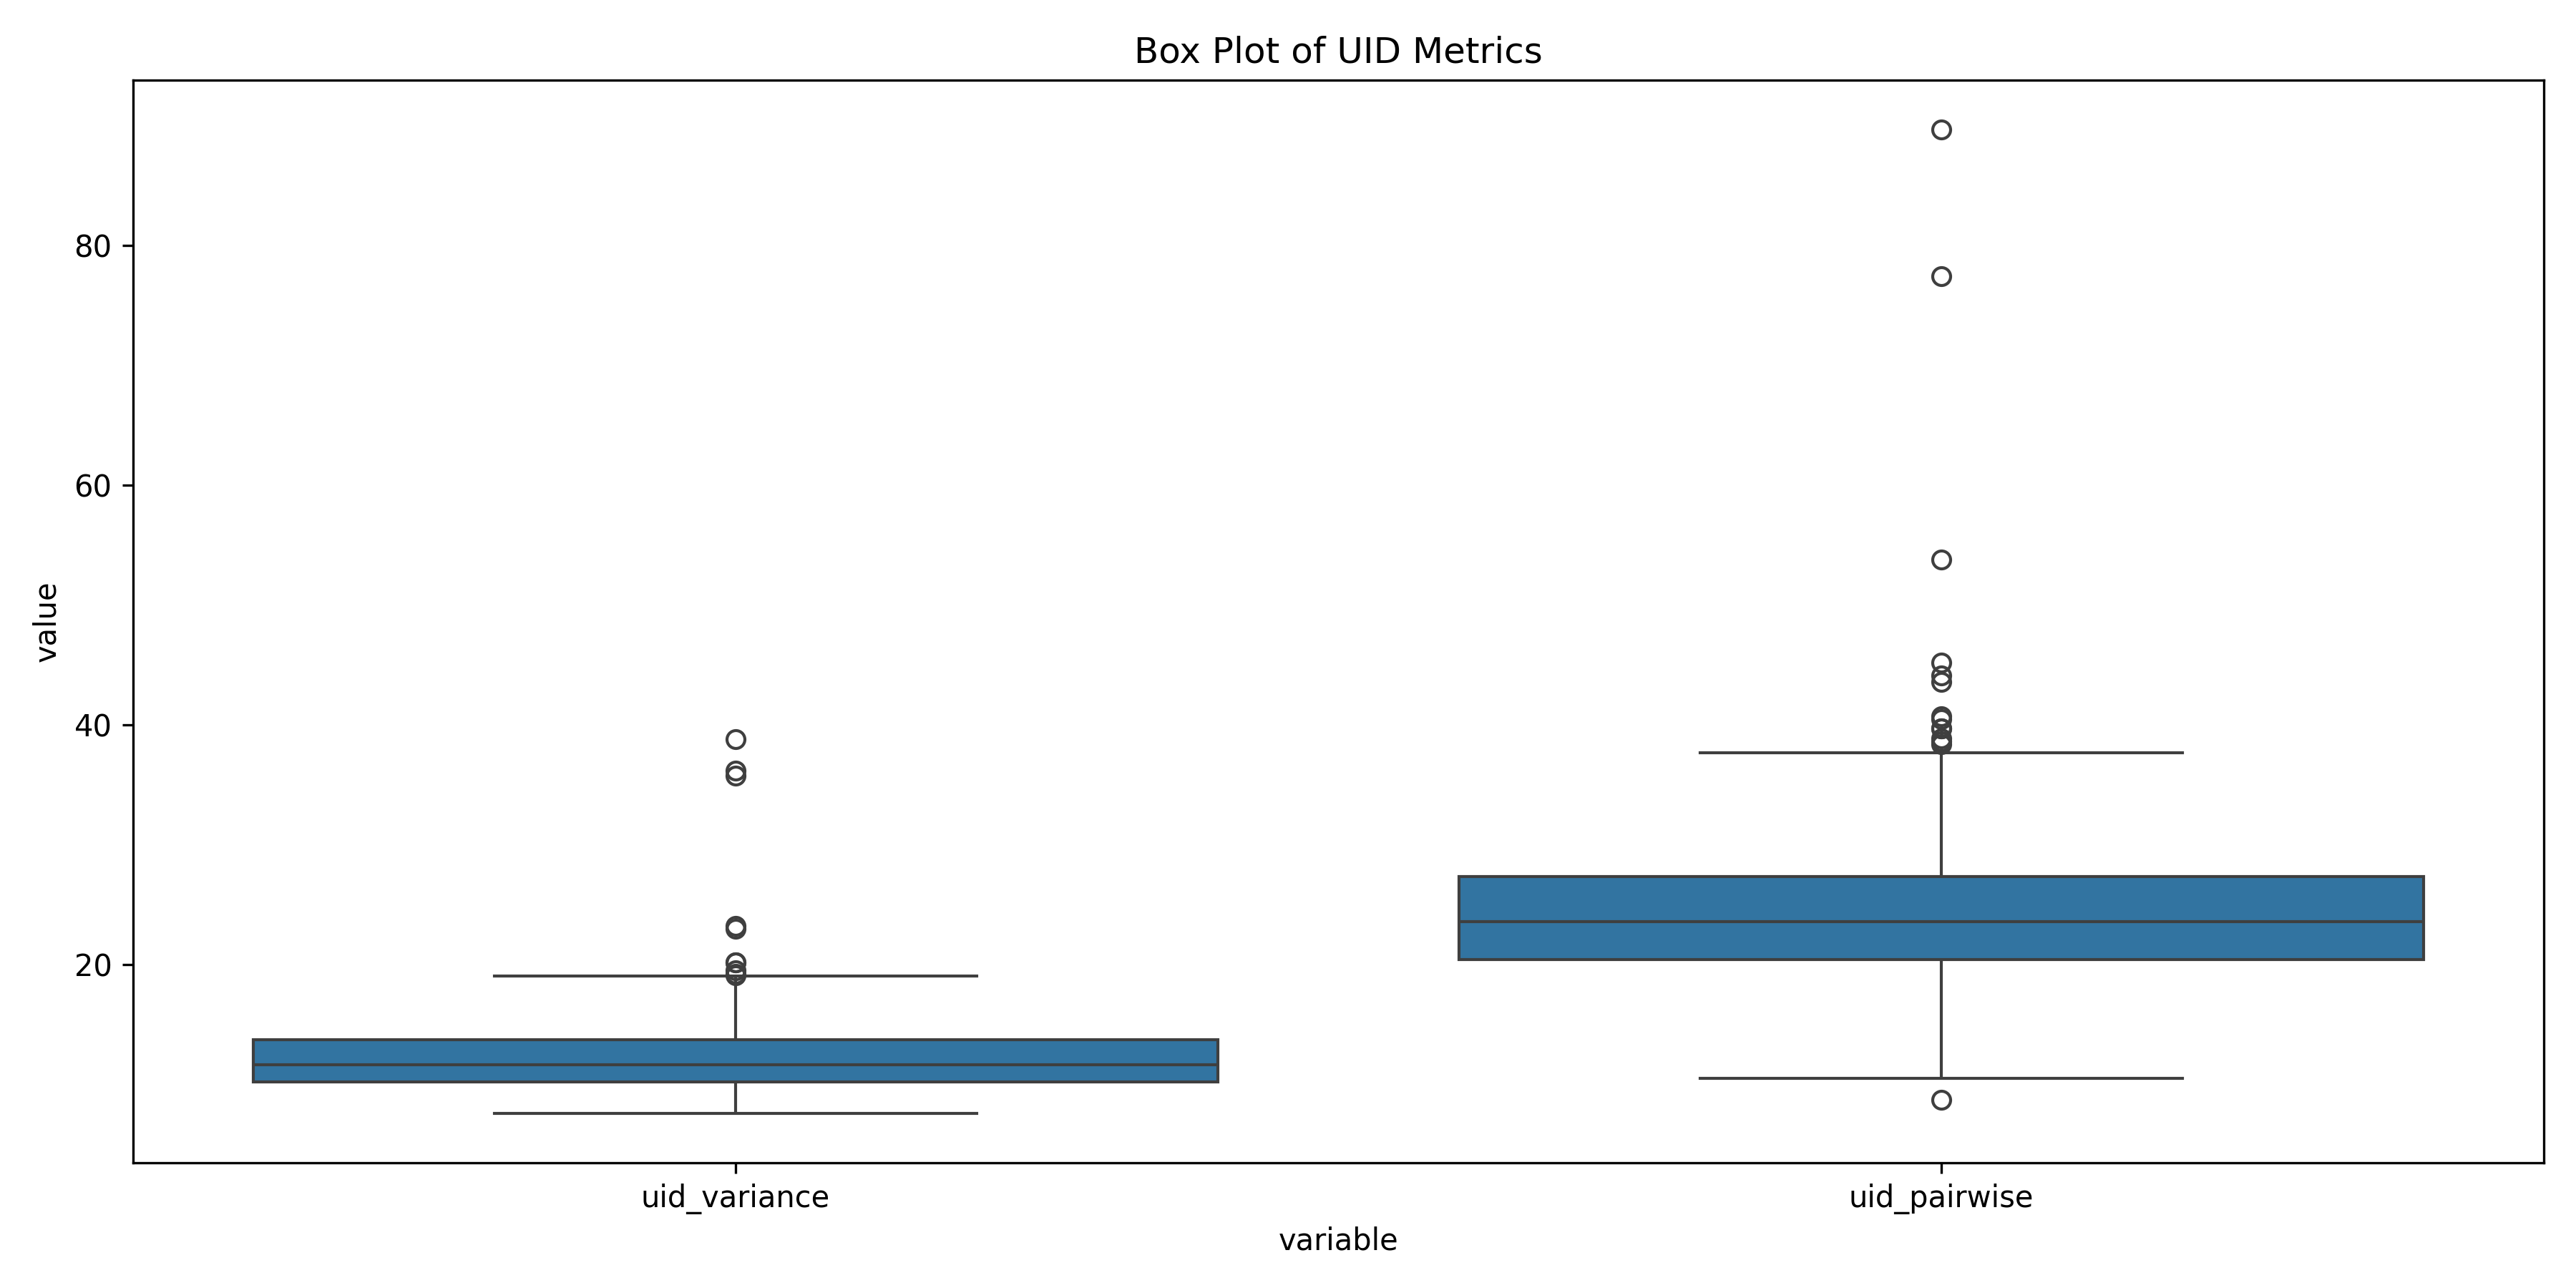 Box Plot of UID Metrics
80
60
40
20
value
uid_variance
uid_pairwise
variable